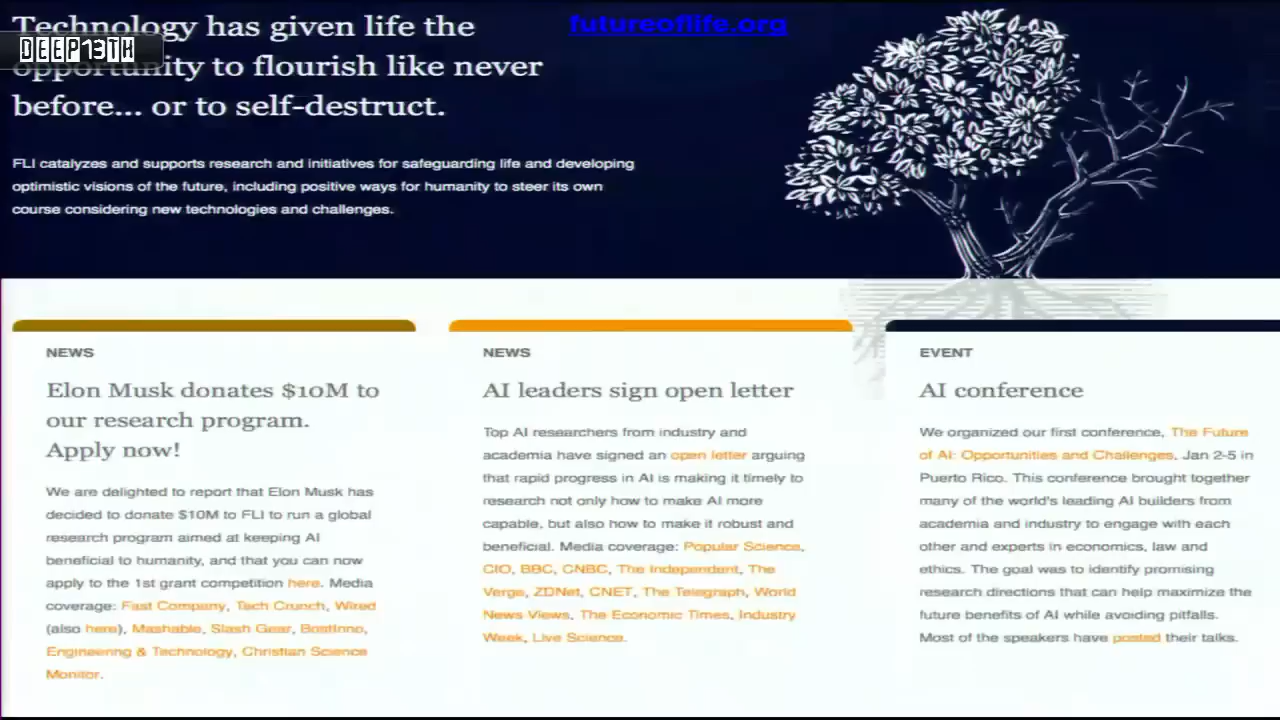 Technology has given life the
futureoflife.org
DEEP13TH
opportunity to flourish like never
before... or to self-destruct.
FLI catalyzes and supports research and initiatives for safeguarding life and developing
optimistic visions of the future, including positive ways for humanity to steer its own
course considering new technologies and challenges.
NEWS
Elon Musk donates $10M to
our research program.
Apply now!
We are delighted to report that Elon Musk has
decided to donate $10M to FLI to run a global
research program aimed at keeping AI
beneficial to humanity, and that you can now
apply to the 1st grant competition here. Media
coverage: Fast Company, Tech Crunch, Wired
(also here), Mashable, Slash Gear, BostInno,
Engineering & Technology, Christian Science
Monitor.
NEWS
AI leaders sign open letter
Top AI researchers from industry and
academia have signed an open letter arguing
that rapid progress in AI is making it timely to
research not only how to make AI more
capable, but also how to make it robust and
beneficial. Media coverage: Popular Science,
CIO, BBC, CNBC, The Independent, The
Verge, ZDNet, CNET, The Telegraph, World
News Views, The Economic Times, Industry
Week, Live Science.
EVENT
AI conference
We organized our first conference, The Future
of AI: Opportunities and Challenges, Jan 2-5 in
Puerto Rico. This conference brought together
many of the world's leading AI builders from
academia and industry to engage with each
other and experts in economics, law and
ethics. The goal was to identify promising
research directions that can help maximize the
future benefits of AI while avoiding pitfalls.
Most of the speakers have posted their talks.